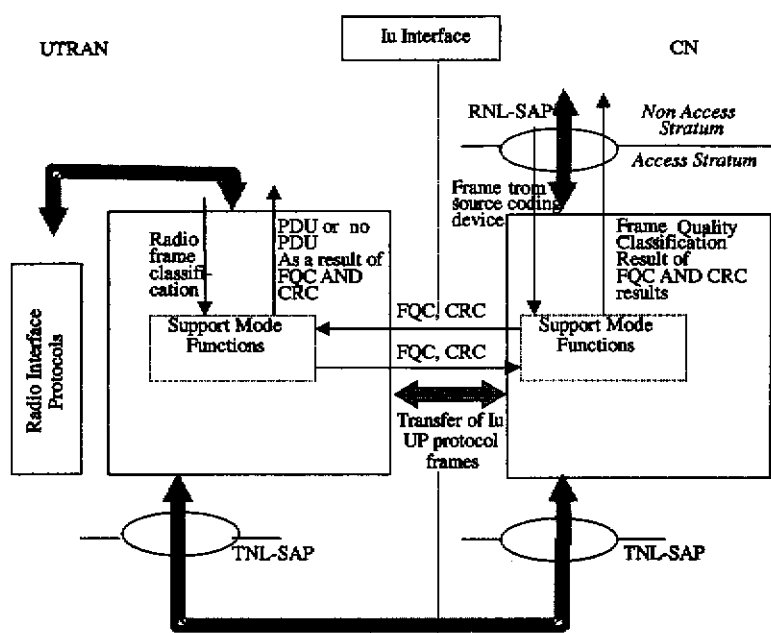 UTRAN
Iu Interface
CN
RNL-SAP
Non Access
Stratum
Access Stratum
Frame from
source coding
device
Radio
frame
classifi-
cation
PDU or no
PDU
As a result of
FQC AND
CRC
Frame Quality
Classification
Result of
FQC AND CRC
results
Radio Interface
Protocols
Support Mode
Functions
FQC, CRC
FQC, CRC
Support Mode
Functions
Transfer of Iu
UP protocol
frames
TNL-SAP
TNL-SAP